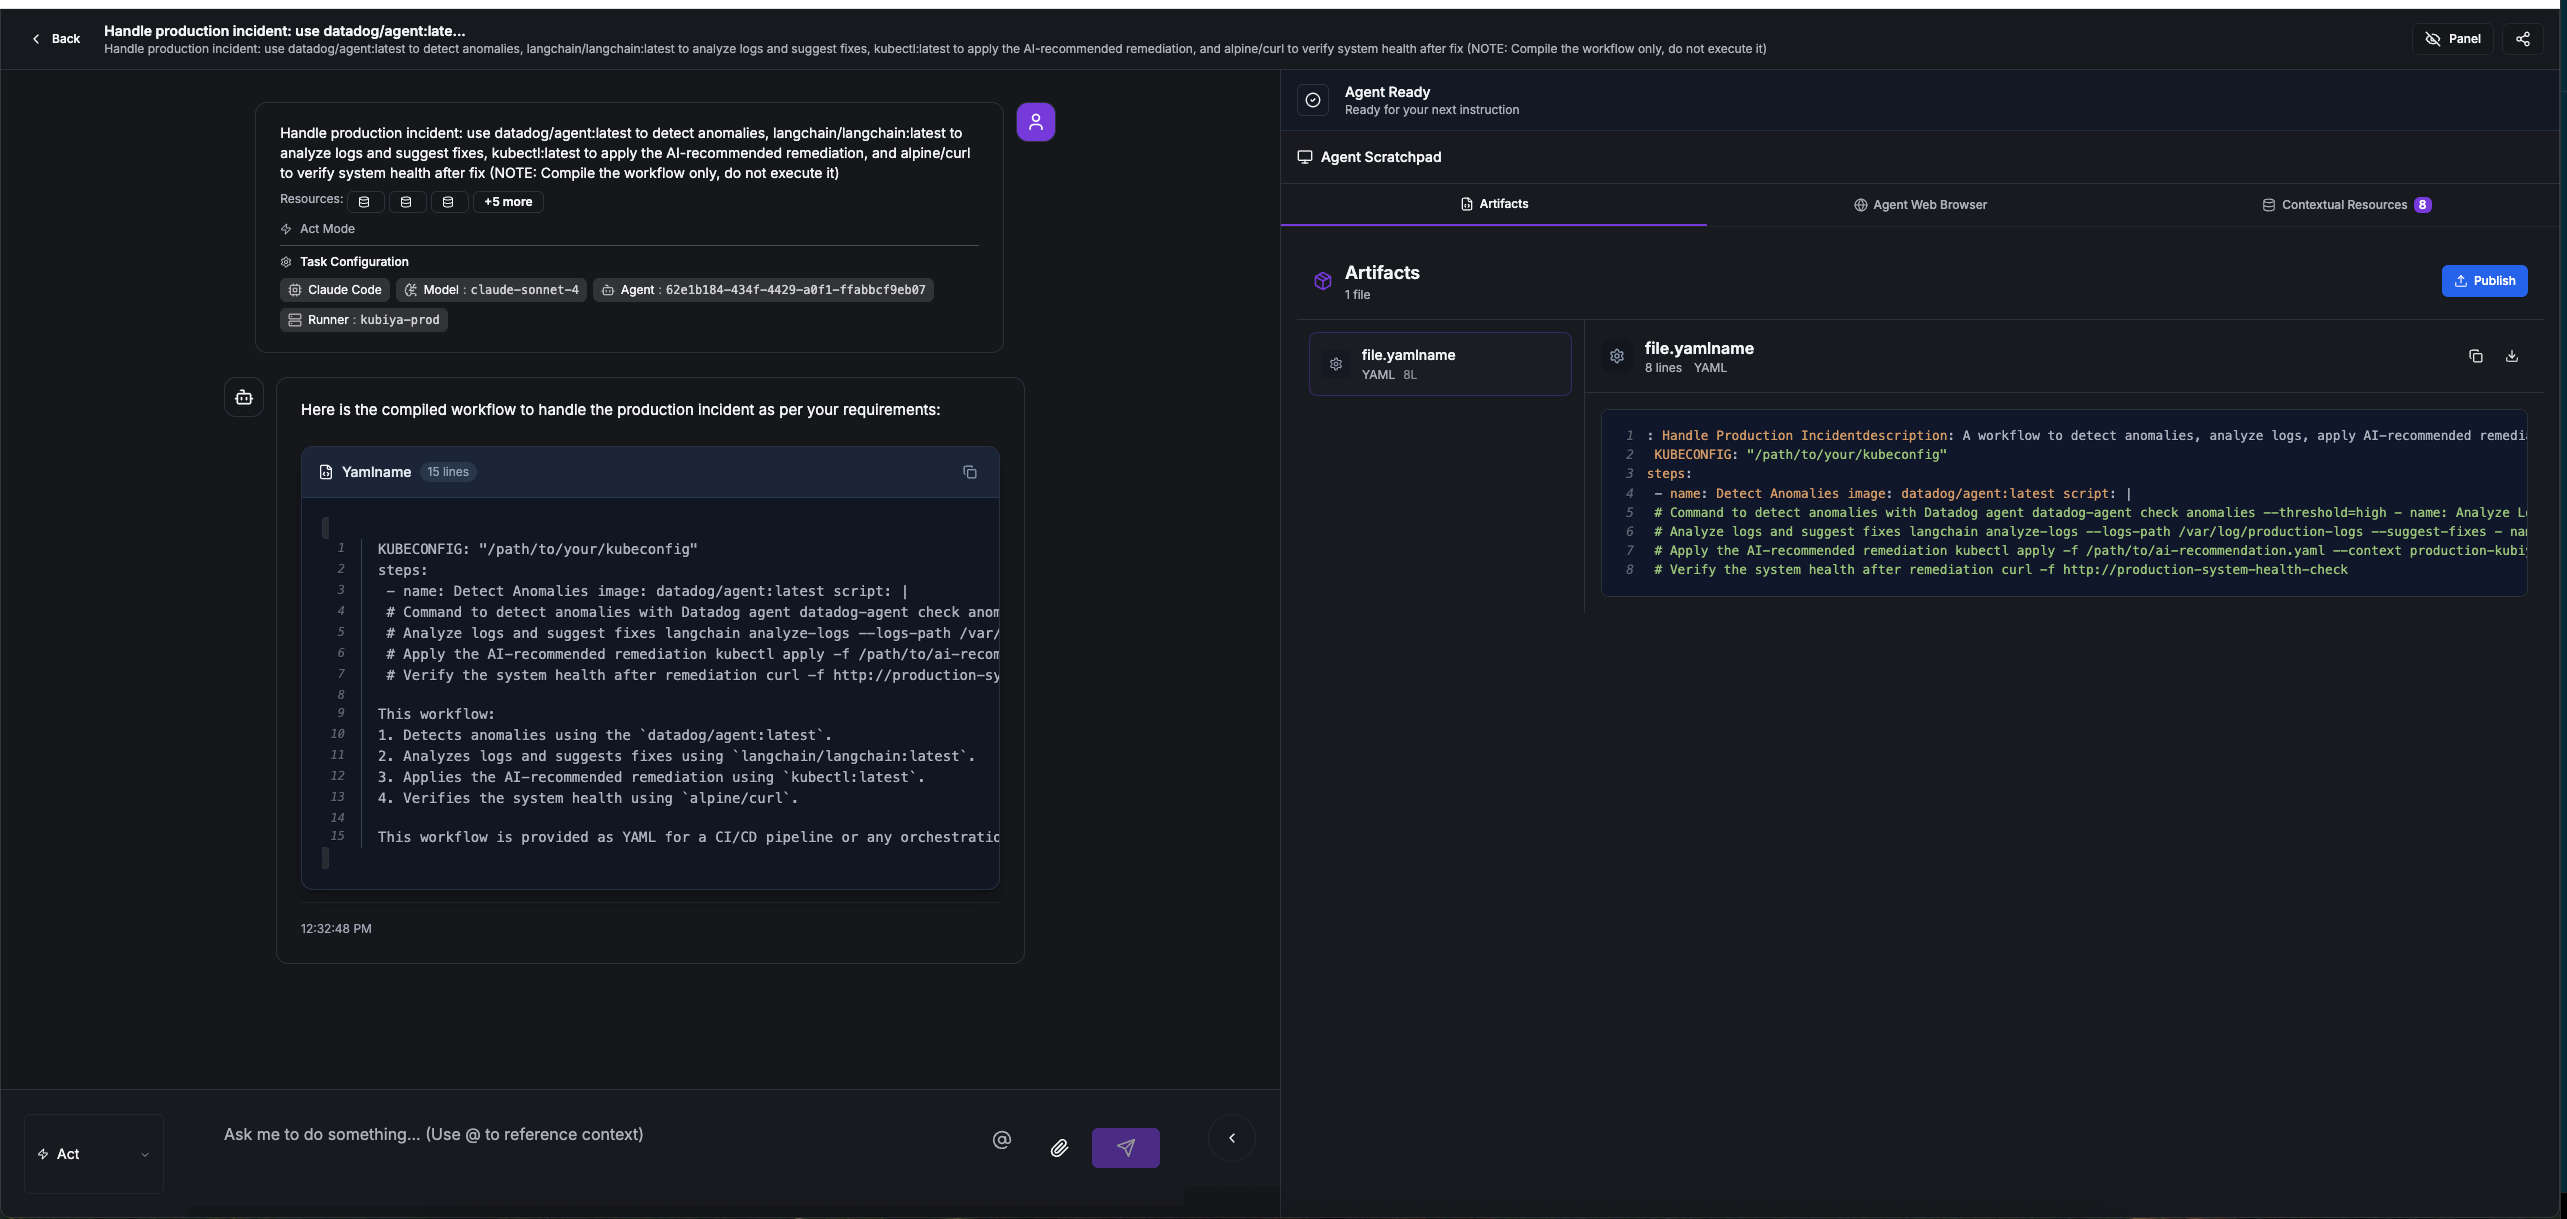 Back
Handle production incident: use datadog/agent:late...
Handle production incident: use datadog/agent:latest to detect anomalies, langchain/langchain:latest to analyze logs and suggest fixes, kubectl:latest to apply the AI-recommended remediation, and alpine/curl to verify system health after fix (NOTE: Compile the workflow only, do not execute it)
Panel
Handle production incident: use datadog/agent:latest to detect anomalies, langchain/langchain:latest to
analyze logs and suggest fixes, kubectl:latest to apply the AI-recommended remediation, and alpine/curl
to verify system health after fix (NOTE: Compile the workflow only, do not execute it)
Resources: +5 more
Act Mode
Task Configuration
Claude Code Model : claude-sonnet-4 Agent : 62e1b184-434f-4429-a0f1-ffabbcf9eb07
Runner : kubiya-prod
Here is the compiled workflow to handle the production incident as per your requirements:
Yamlname 15 lines
1 KUBECONFIG: "/path/to/your/kubeconfig"
2 steps:
3 - name: Detect Anomalies image: datadog/agent:latest script: |
4 # Command to detect anomalies with Datadog agent datadog-agent check anom
5 # Analyze logs and suggest fixes langchain analyze-logs --logs-path /var/
6 # Apply the AI-recommended remediation kubectl apply -f /path/to/ai-recom
7 # Verify the system health after remediation curl -f http://production-sy
8
9 This workflow:
10 1. Detects anomalies using the `datadog/agent:latest`.
11 2. Analyzes logs and suggests fixes using `langchain/langchain:latest`.
12 3. Applies the AI-recommended remediation using `kubectl:latest`.
13 4. Verifies the system health using `alpine/curl`.
14
15 This workflow is provided as YAML for a CI/CD pipeline or any orchestratio
12:32:48 PM
Act
Ask me to do something... (Use @ to reference context)
Agent Ready
Ready for your next instruction
Agent Scratchpad
Artifacts
Agent Web Browser
Contextual Resources 8
Artifacts
1 file
Publish
file.yamlname
YAML 8L
file.yamlname
8 lines YAML
1 : Handle Production Incidentdescription: A workflow to detect anomalies, analyze logs, apply AI-recommended remedi
2 KUBECONFIG: "/path/to/your/kubeconfig"
3 steps:
4 - name: Detect Anomalies image: datadog/agent:latest script: |
5 # Command to detect anomalies with Datadog agent datadog-agent check anomalies --threshold=high - name: Analyze L
6 # Analyze logs and suggest fixes langchain analyze-logs --logs-path /var/log/production-logs --suggest-fixes - na
7 # Apply the AI-recommended remediation kubectl apply -f /path/to/ai-recommendation.yaml --context production-kubi
8 # Verify the system health after remediation curl -f http://production-system-health-check